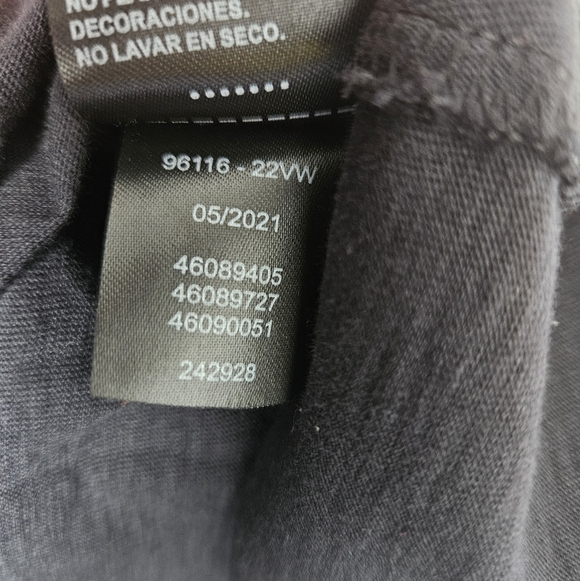 DECORACIONES.
NO LAVAR EN SECO.
96116 - 22VW
05/2021
46089405
46089727
46090051
242928